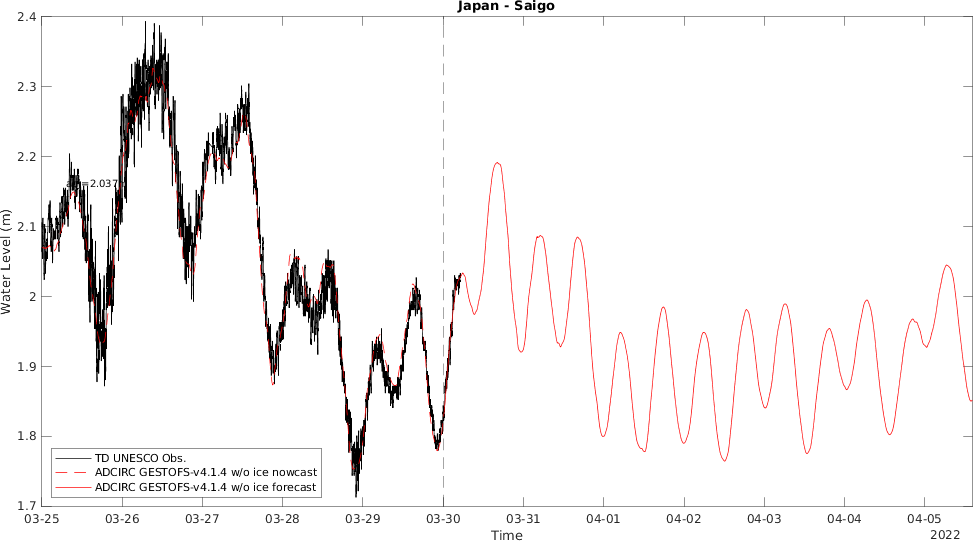 Japan - Saigo
2.4
2.3
2.2
2.1
2
1.9
1.8
1.7
Water Level (m)
=2.037
TD UNESCO Obs.
ADCIRC GESTOFS-v4.1.4 w/o ice nowcast
ADCIRC GESTOFS-v4.1.4 w/o ice forecast
03-25 03-26 03-27 03-28 03-29 03-30 03-31 04-01 04-02 04-03 04-04 04-05
Time
2022